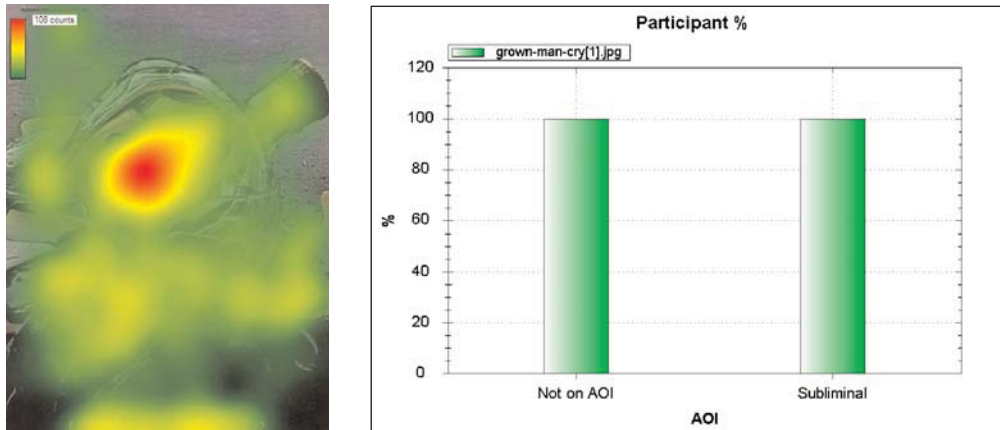 108 counts
Participant %
grown-man-cry[1].jpg
120
100
80
60
40
20
0
%
Not on AOI
Subliminal
AOI